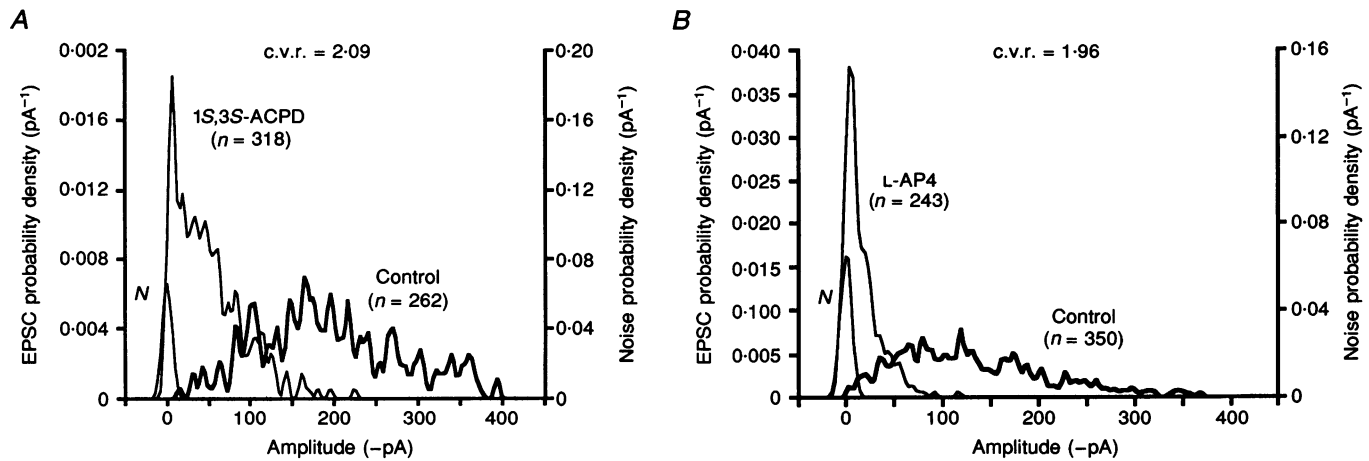 A
c.v.r. = 2·09
EPSC probability density (pA⁻¹)
0·002
0·016
0·012
0·008
0·004
0
1S,3S-ACPD
(n = 318)
N
Control
(n = 262)
0·20
0·16
0·12
0·08
0·04
0
Noise probability density (pA⁻¹)
0 100 200 300 400
Amplitude (−pA)
B
c.v.r. = 1·96
EPSC probability density (pA⁻¹)
0·040
0·035
0·030
0·025
0·020
0·015
0·100
0·005
0
L-AP4
(n = 243)
N
Control
(n = 350)
0·16
0·12
0·08
0·04
0
Noise probability density (pA⁻¹)
0 100 200 300 400
Amplitude (−pA)